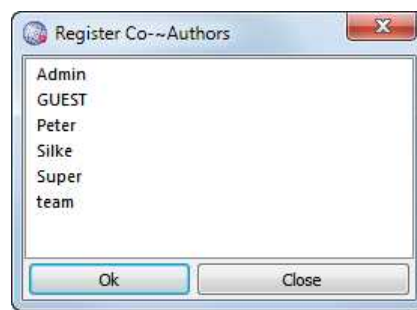 Register Co-~Authors
Admin
GUEST
Peter
Silke
Super
team
Ok
Close